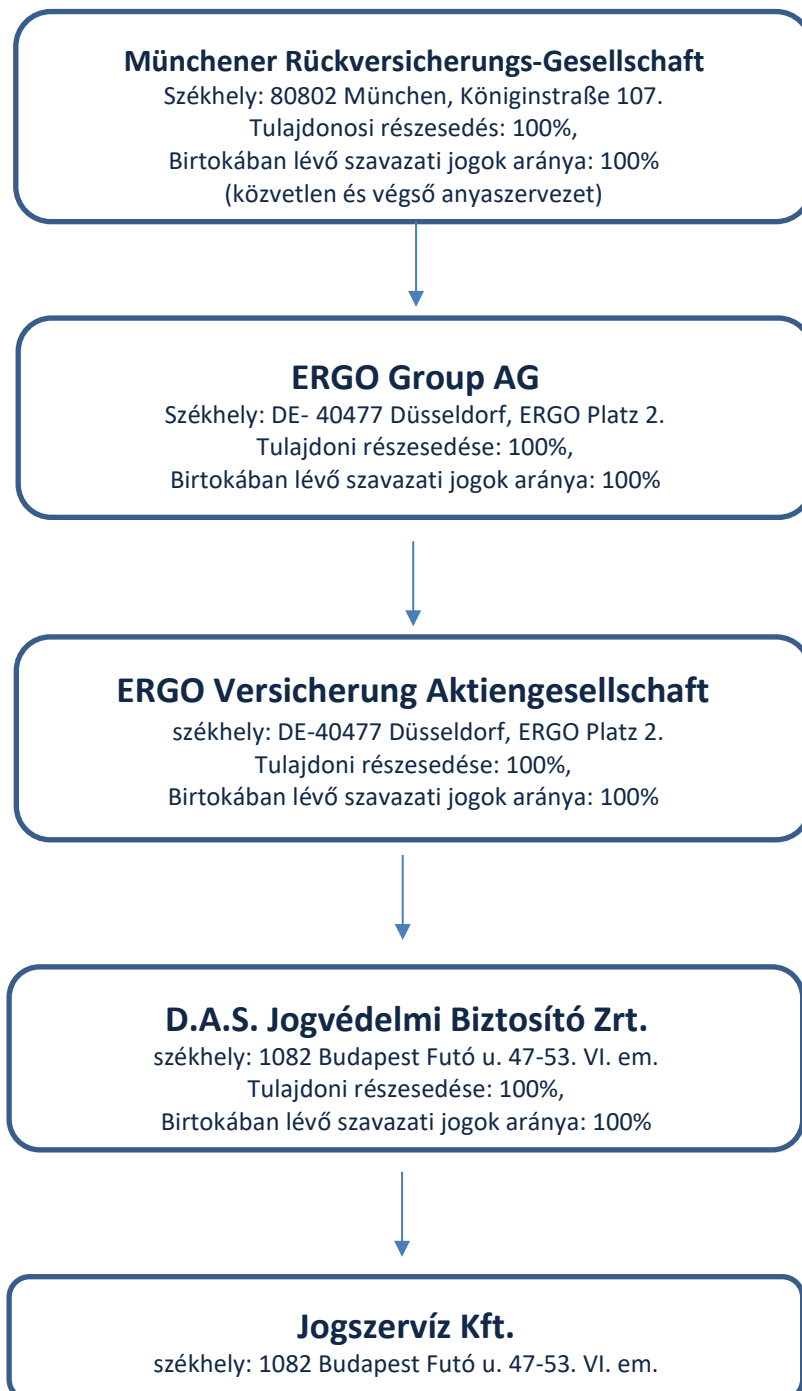 Münchener Rückversicherungs-Gesellschaft
Székhely: 80802 München, Königinstraße 107.
Tulajdonosi részesedés: 100%,
Birtokában lévő szavazati jogok aránya: 100%
(közvetlen és végső anyaszervezet)
ERGO Group AG
Székhely: DE- 40477 Düsseldorf, ERGO Platz 2.
Tulajdoni részesedése: 100%,
Birtokában lévő szavazati jogok aránya: 100%
ERGO Versicherung Aktiengesellschaft
székhely: DE-40477 Düsseldorf, ERGO Platz 2.
Tulajdoni részesedése: 100%,
Birtokában lévő szavazati jogok aránya: 100%
D.A.S. Jogvédelmi Biztosító Zrt.
székhely: 1082 Budapest Futó u. 47-53. VI. em.
Tulajdoni részesedése: 100%,
Birtokában lévő szavazati jogok aránya: 100%
Jogszervíz Kft.
székhely: 1082 Budapest Futó u. 47-53. VI. em.